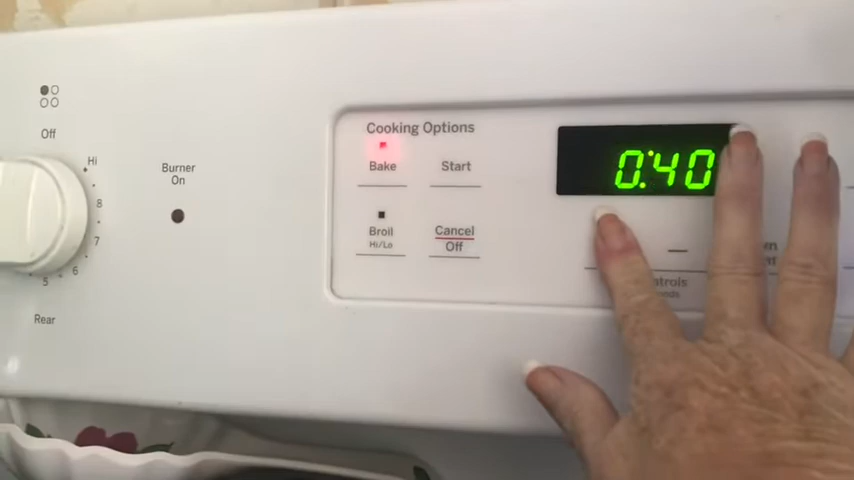 Off
Hi
8
7
6
5
Rear
Burner
On
Cooking Options
Bake
Start
Broil
Hi/Lo
Cancel
Off
0:40